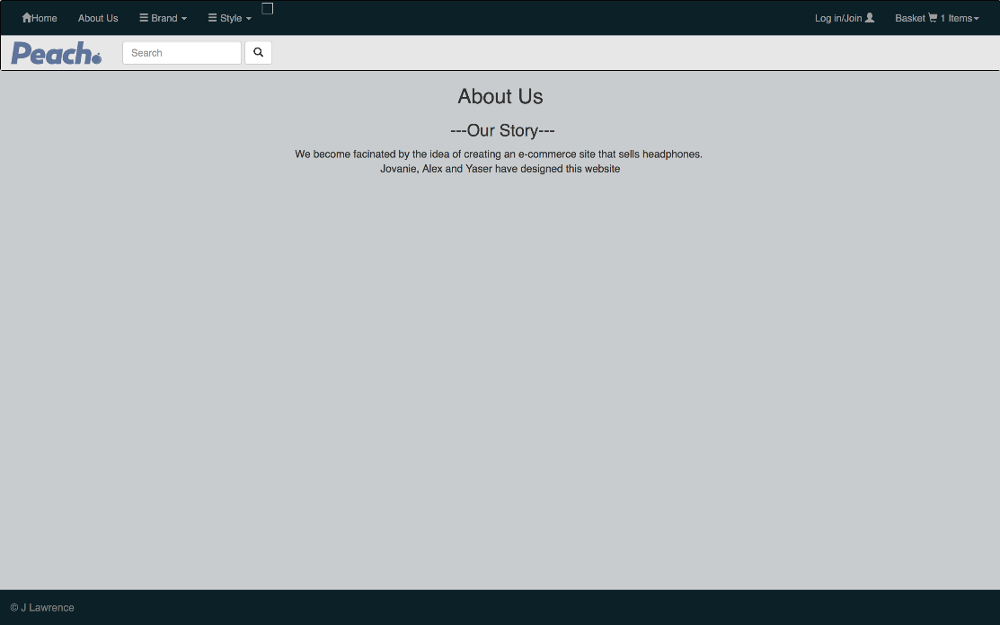 Home About Us Brand Style Log in/Join Basket 1 Items
Peach.
Search
About Us
---Our Story---
We become facinated by the idea of creating an e-commerce site that sells headphones.
Jovanie, Alex and Yaser have designed this website
© J Lawrence